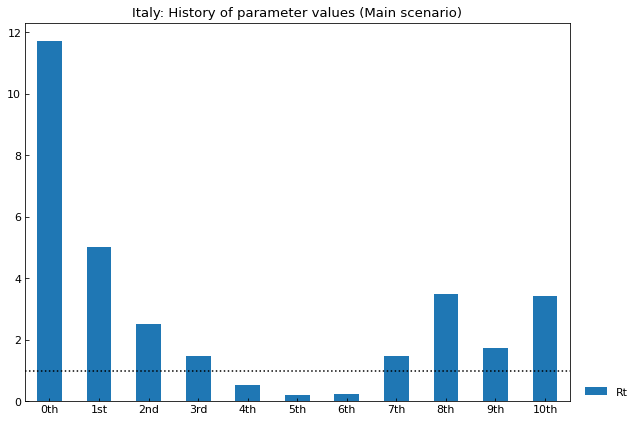 Italy: History of parameter values (Main scenario)
12
10
8
6
4
2
0
0th 1st 2nd 3rd 4th 5th 6th 7th 8th 9th 10th
Rt